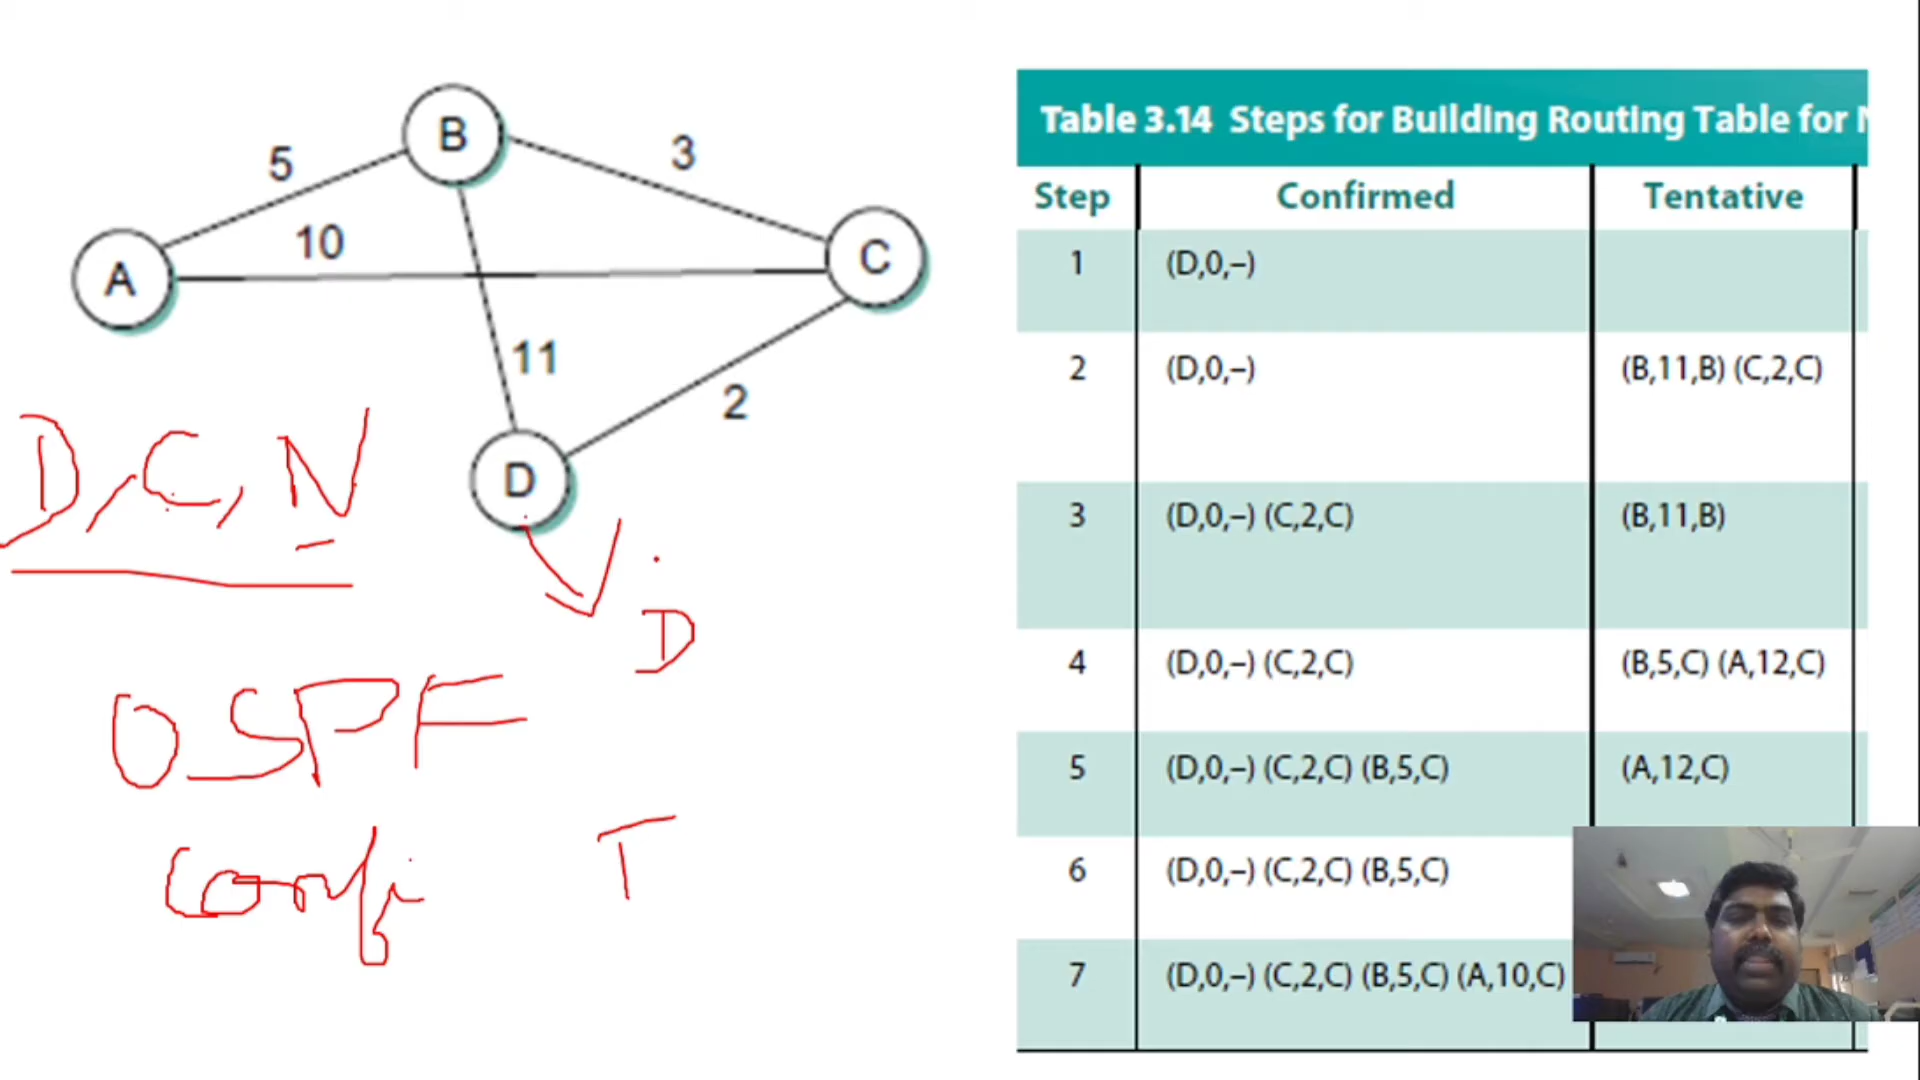 B
5
3
10
A
C
11
2
D
D, C, N
D
OSPF
Confi T
Table 3.14 Steps for Building Routing Table for
Step Confirmed Tentative
1 (D,0,–)
2 (D,0,–) (B,11,B) (C,2,C)
3 (D,0,–) (C,2,C) (B,11,B)
4 (D,0,–) (C,2,C) (B,5,C) (A,12,C)
5 (D,0,–) (C,2,C) (B,5,C) (A,12,C)
6 (D,0,–) (C,2,C) (B,5,C)
7 (D,0,–) (C,2,C) (B,5,C) (A,10,C)